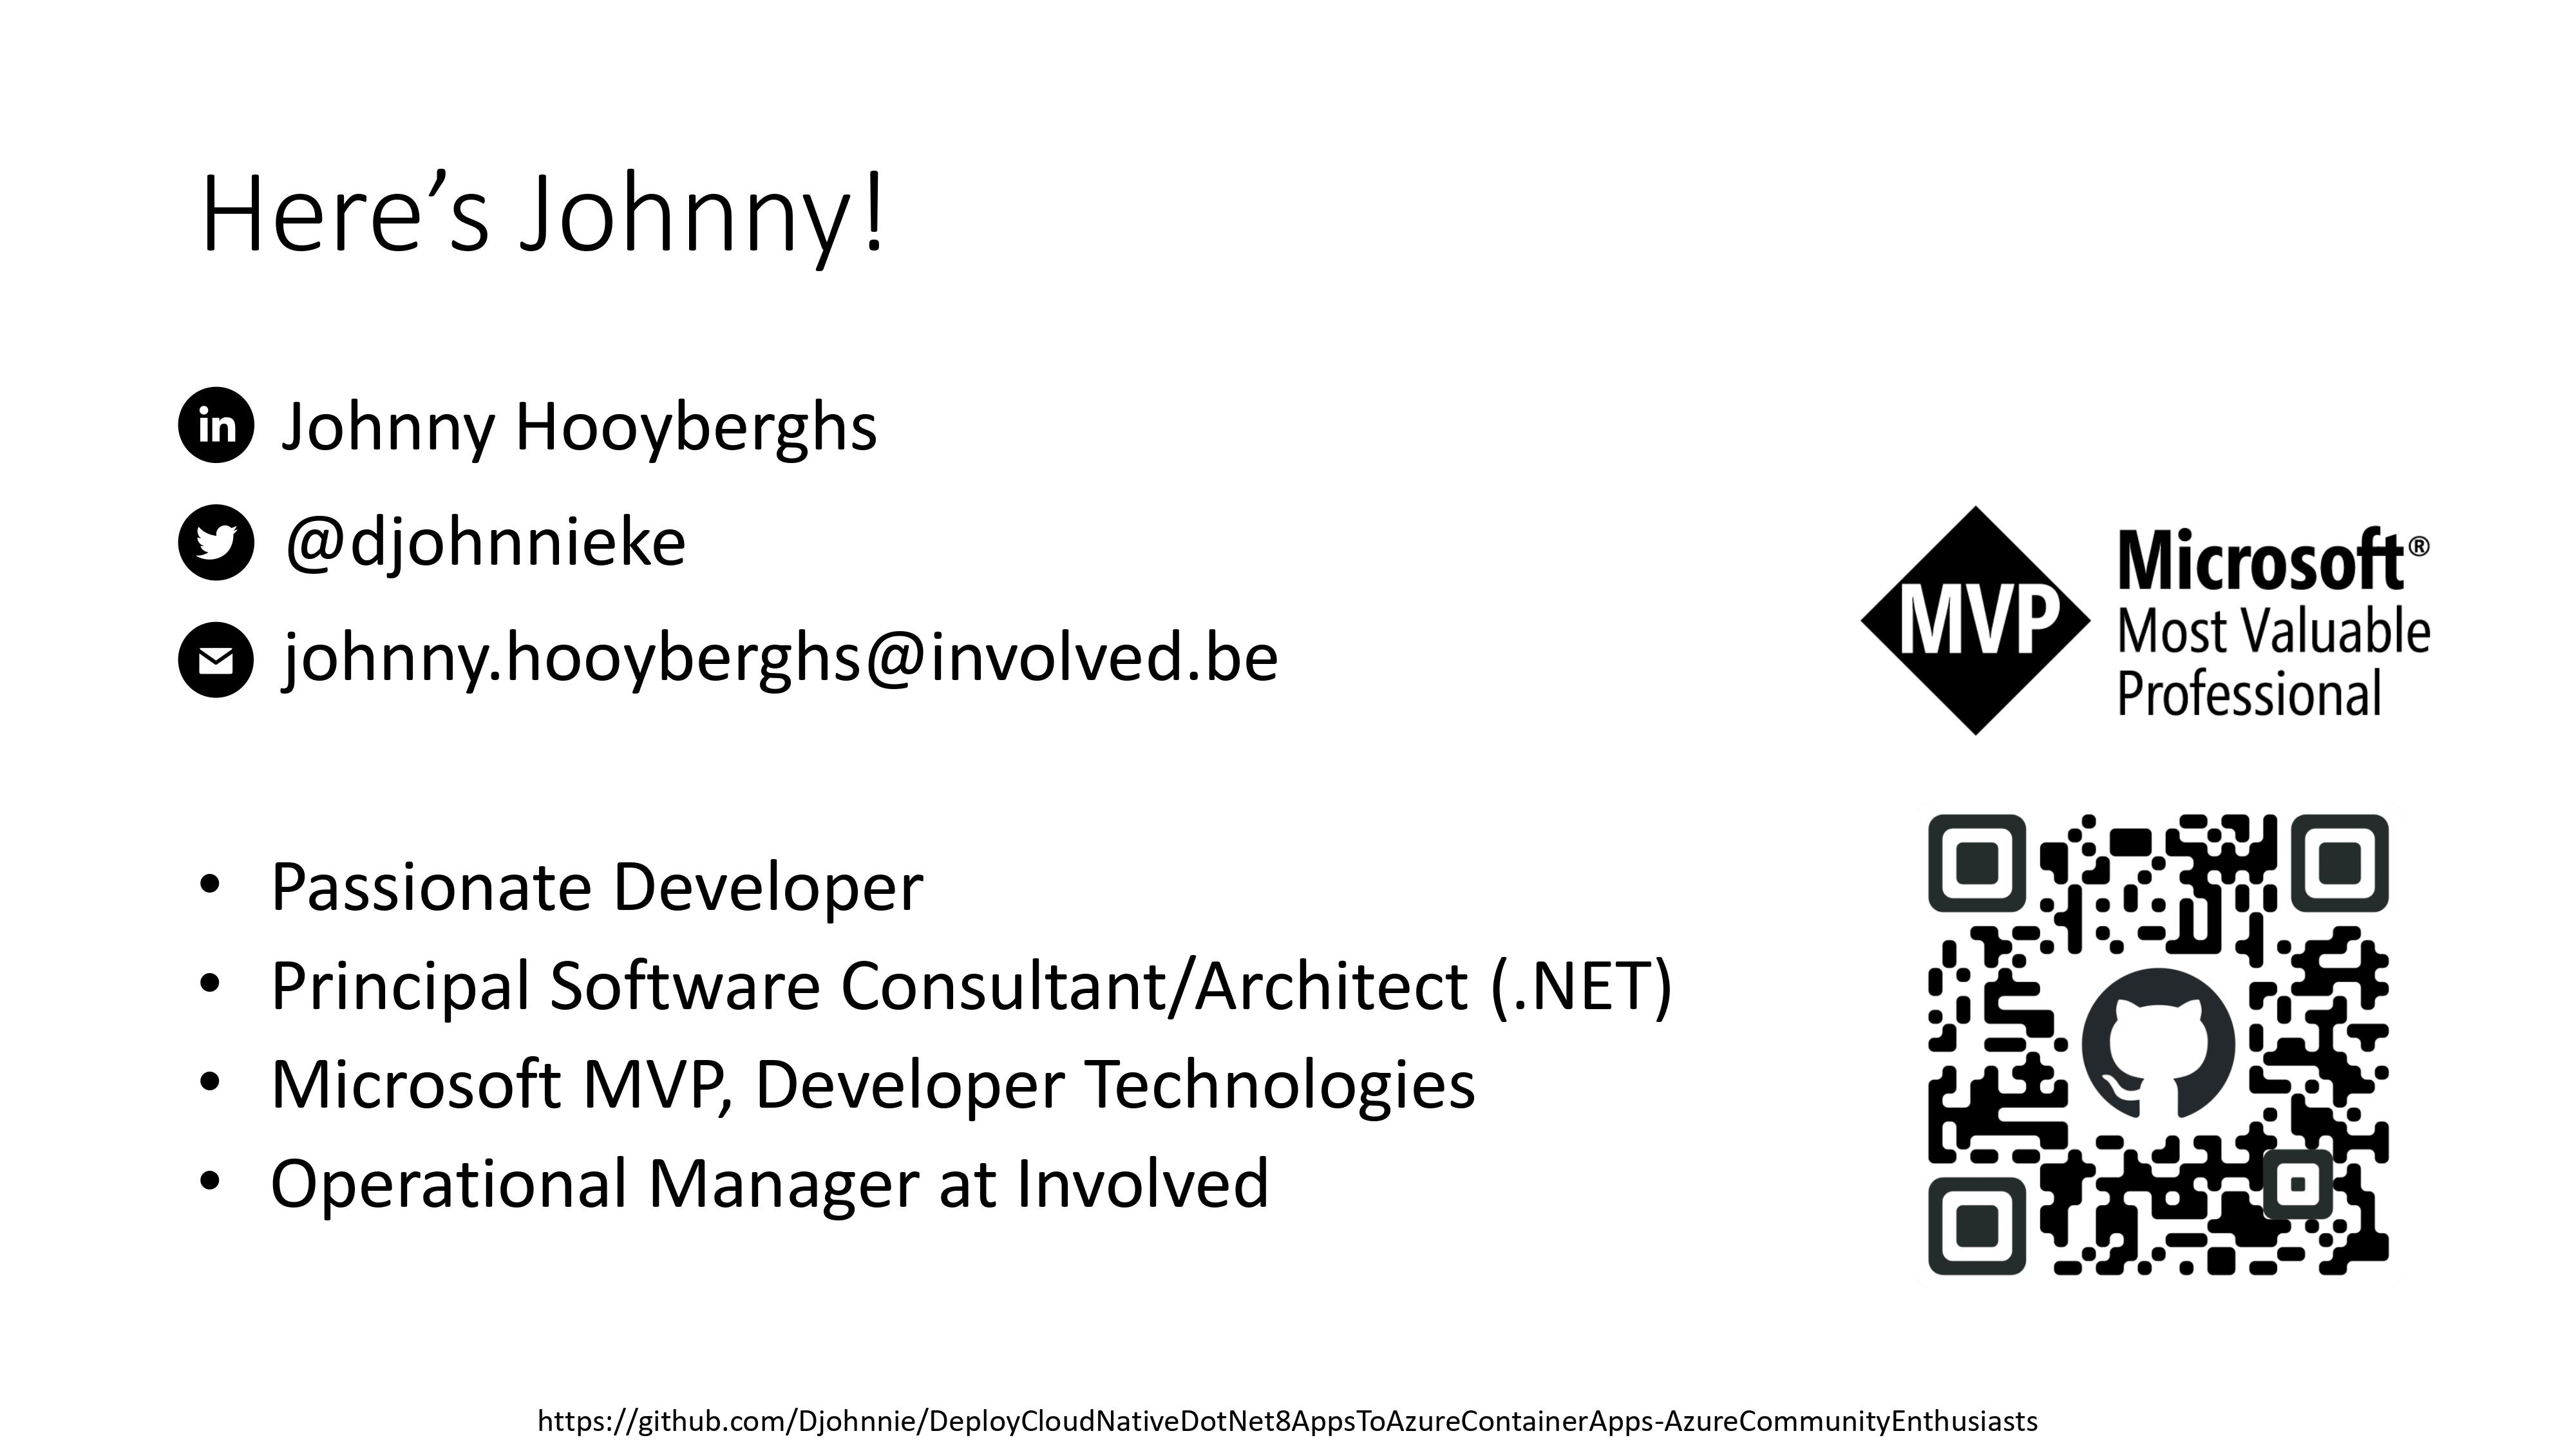 Here’s Johnny!
in Johnny Hooyberghs
@djohnnieke
johnny.hooyberghs@involved.be
MVP
Microsoft®
Most Valuable
Professional
• Passionate Developer
• Principal Software Consultant/Architect (.NET)
• Microsoft MVP, Developer Technologies
• Operational Manager at Involved
https://github.com/Djohnnie/DeployCloudNativeDotNet8AppsToAzureContainerApps-AzureCommunityEnthusiasts